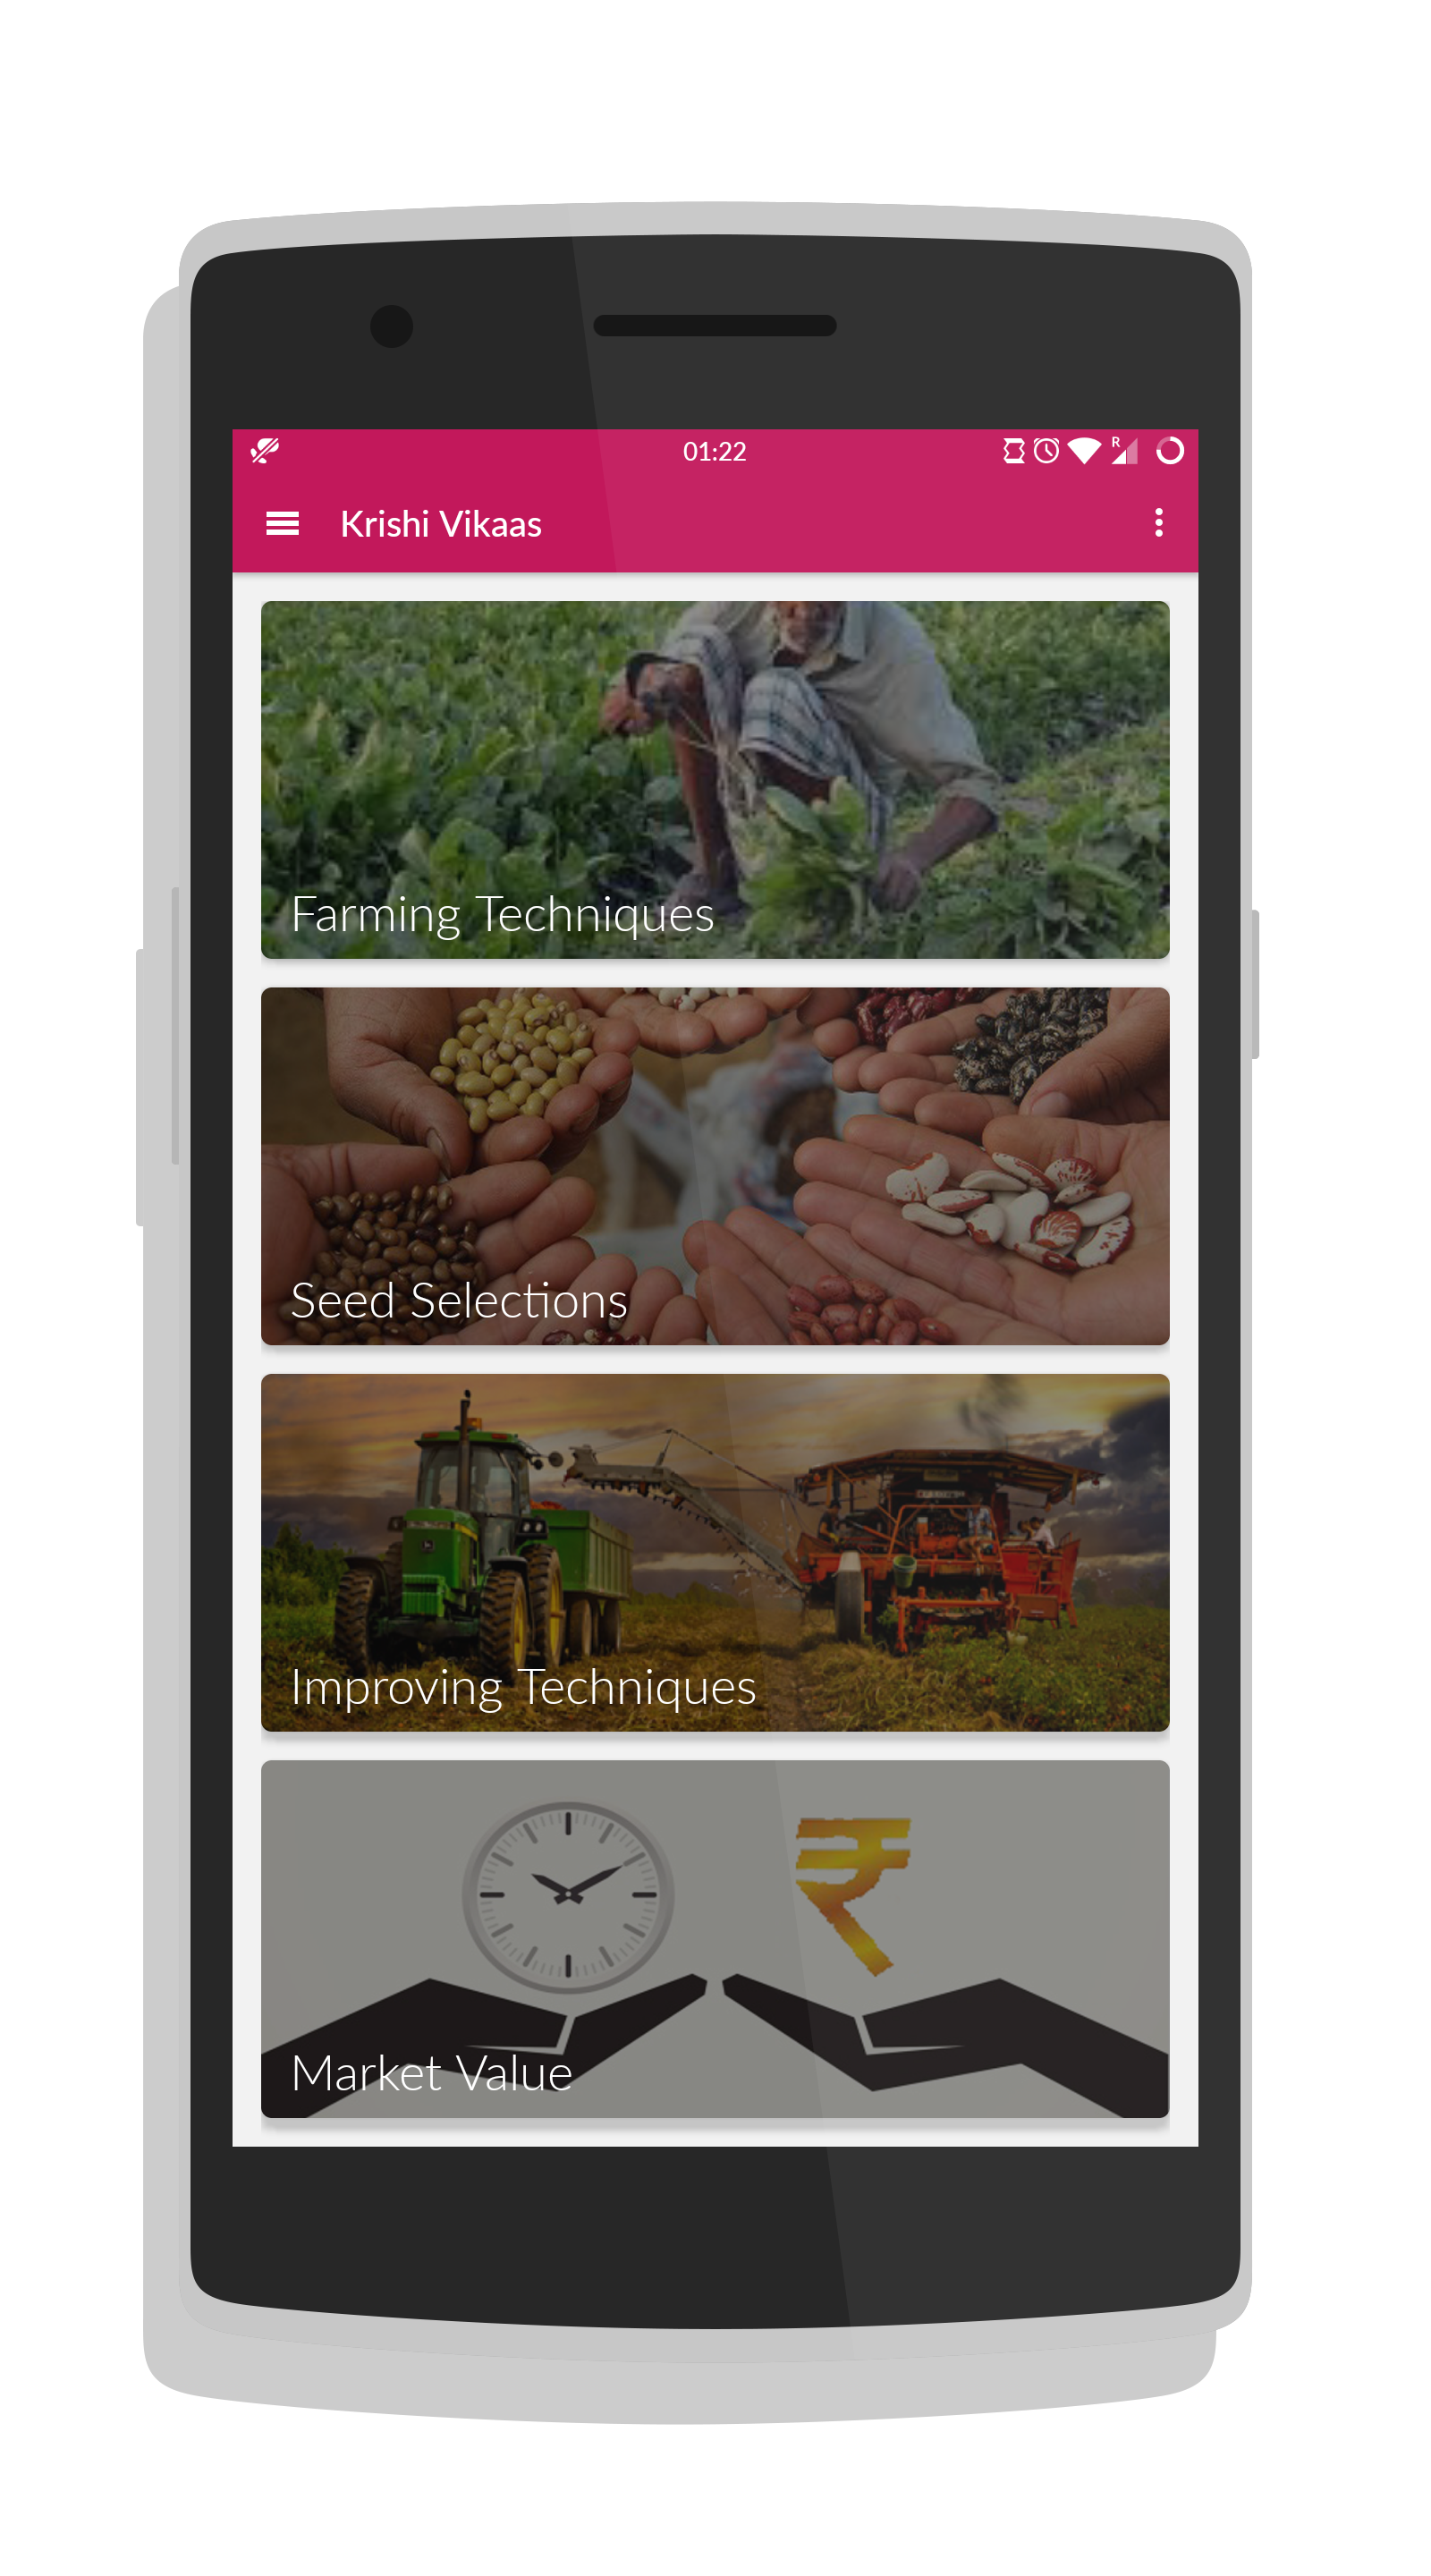 01:22
R
Krishi Vikaas
Farming Techniques
Seed Selections
Improving Techniques
₹
Market Value